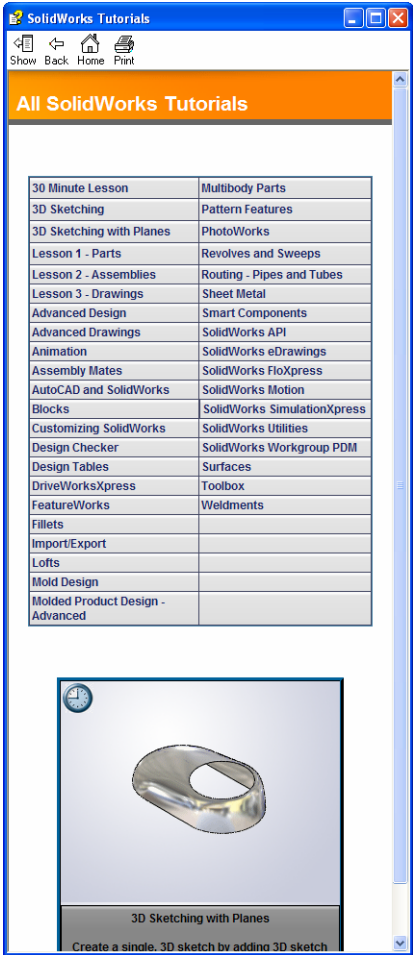 SolidWorks Tutorials
Show Back Home Print
All SolidWorks Tutorials
30 Minute Lesson Multibody Parts
3D Sketching Pattern Features
3D Sketching with Planes PhotoWorks
Lesson 1 - Parts Revolves and Sweeps
Lesson 2 - Assemblies Routing - Pipes and Tubes
Lesson 3 - Drawings Sheet Metal
Advanced Design Smart Components
Advanced Drawings SolidWorks API
Animation SolidWorks eDrawings
Assembly Mates SolidWorks FloXpress
AutoCAD and SolidWorks SolidWorks Motion
Blocks SolidWorks SimulationXpress
Customizing SolidWorks SolidWorks Utilities
Design Checker SolidWorks Workgroup PDM
Design Tables Surfaces
DriveWorksXpress Toolbox
FeatureWorks Weldments
Fillets
Import/Export
Lofts
Mold Design
Molded Product Design -
Advanced
3D Sketching with Planes
Create a single, 3D sketch by adding 3D sketch